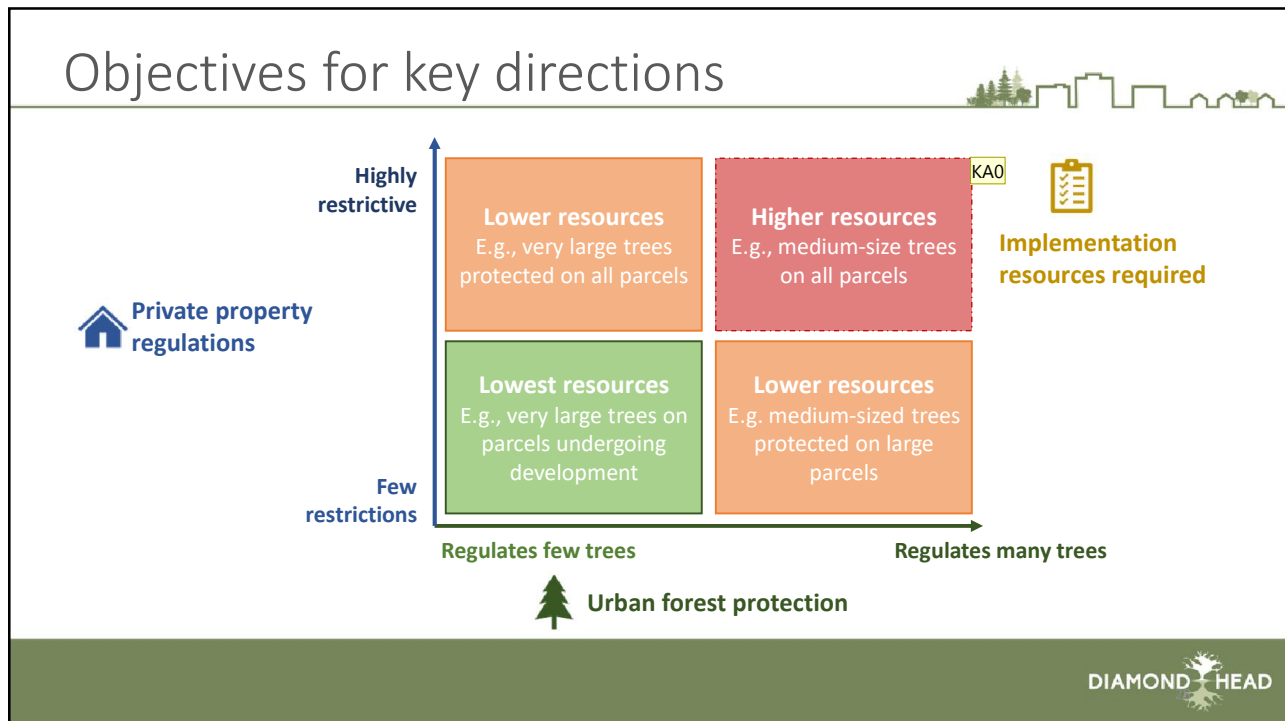 Objectives for key directions
Highly
restrictive
Private property
regulations
Few
restrictions
Lower resources
E.g., very large trees
protected on all parcels
Higher resources
E.g., medium-size trees
on all parcels
KA0
Implementation
resources required
Lowest resources
E.g., very large trees on
parcels undergoing
development
Lower resources
E.g. medium-sized trees
protected on large
parcels
Regulates few trees
Regulates many trees
Urban forest protection
DIAMOND HEAD